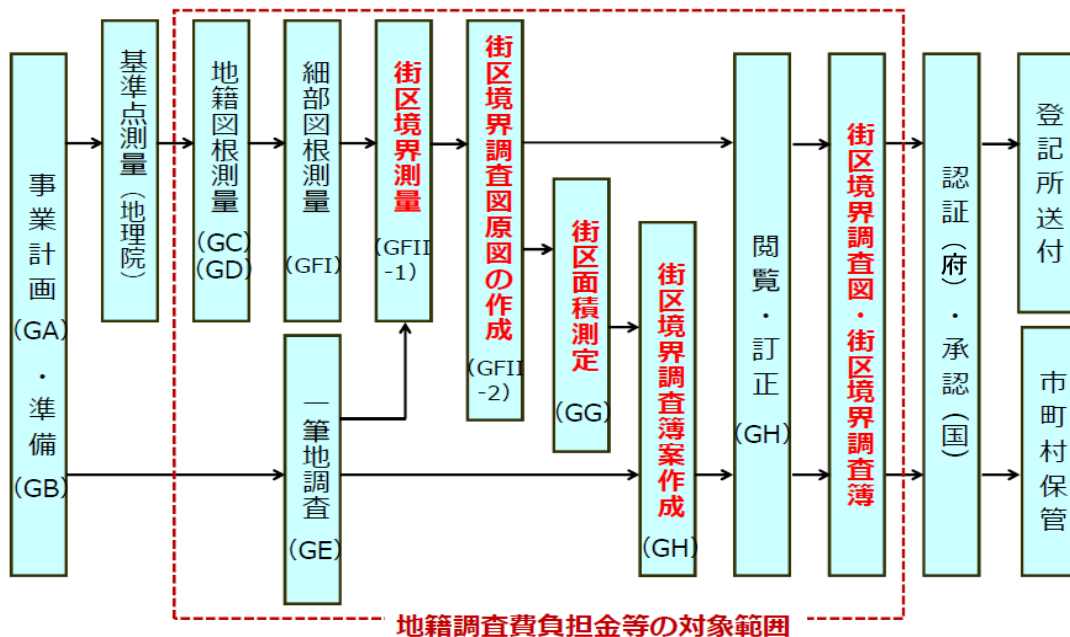 事業計画(GA)・準備(GB)
基準点測量(地理院)
地籍図根測量(GC)(GD)
細部図根測量(GFI)
街区境界測量(GFII-1)
街区境界調査図原図の作成(GFII-2)
一筆地調査(GE)
街区面積測定(GG)
街区境界調査簿案作成(GH)
閲覧・訂正(GH)
街区境界調査図・街区境界調査簿
認証(府)・承認(国)
登記所送付
市町村保管
地籍調査費負担金等の対象範囲